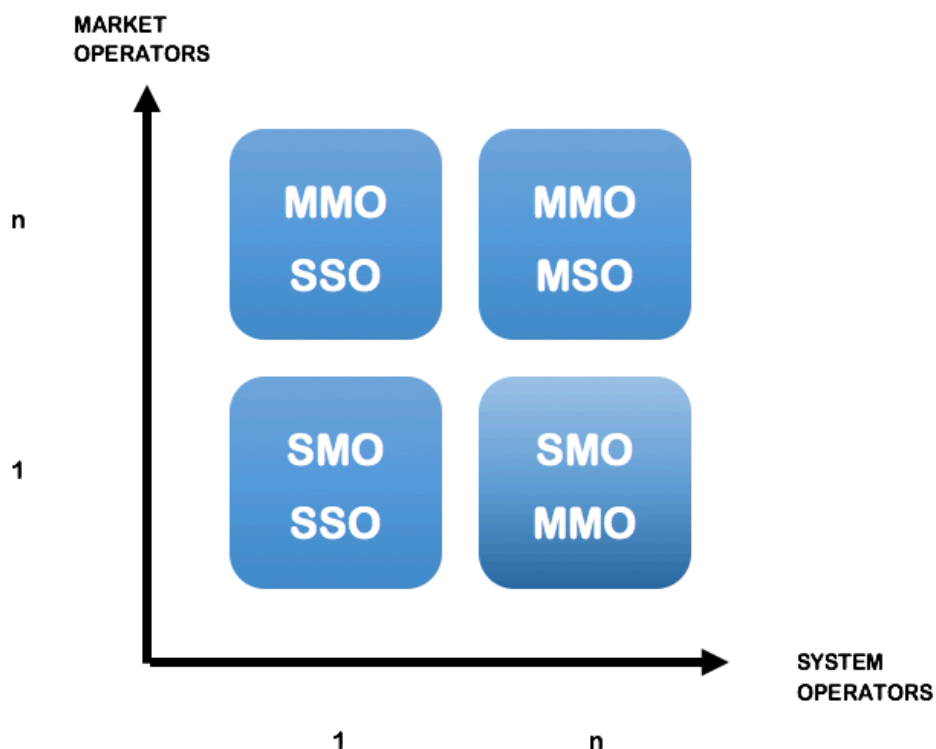 MARKET
OPERATORS
n
MMO
SSO
MMO
MSO
1
SMO
SSO
SMO
MMO
SYSTEM
OPERATORS
1
n